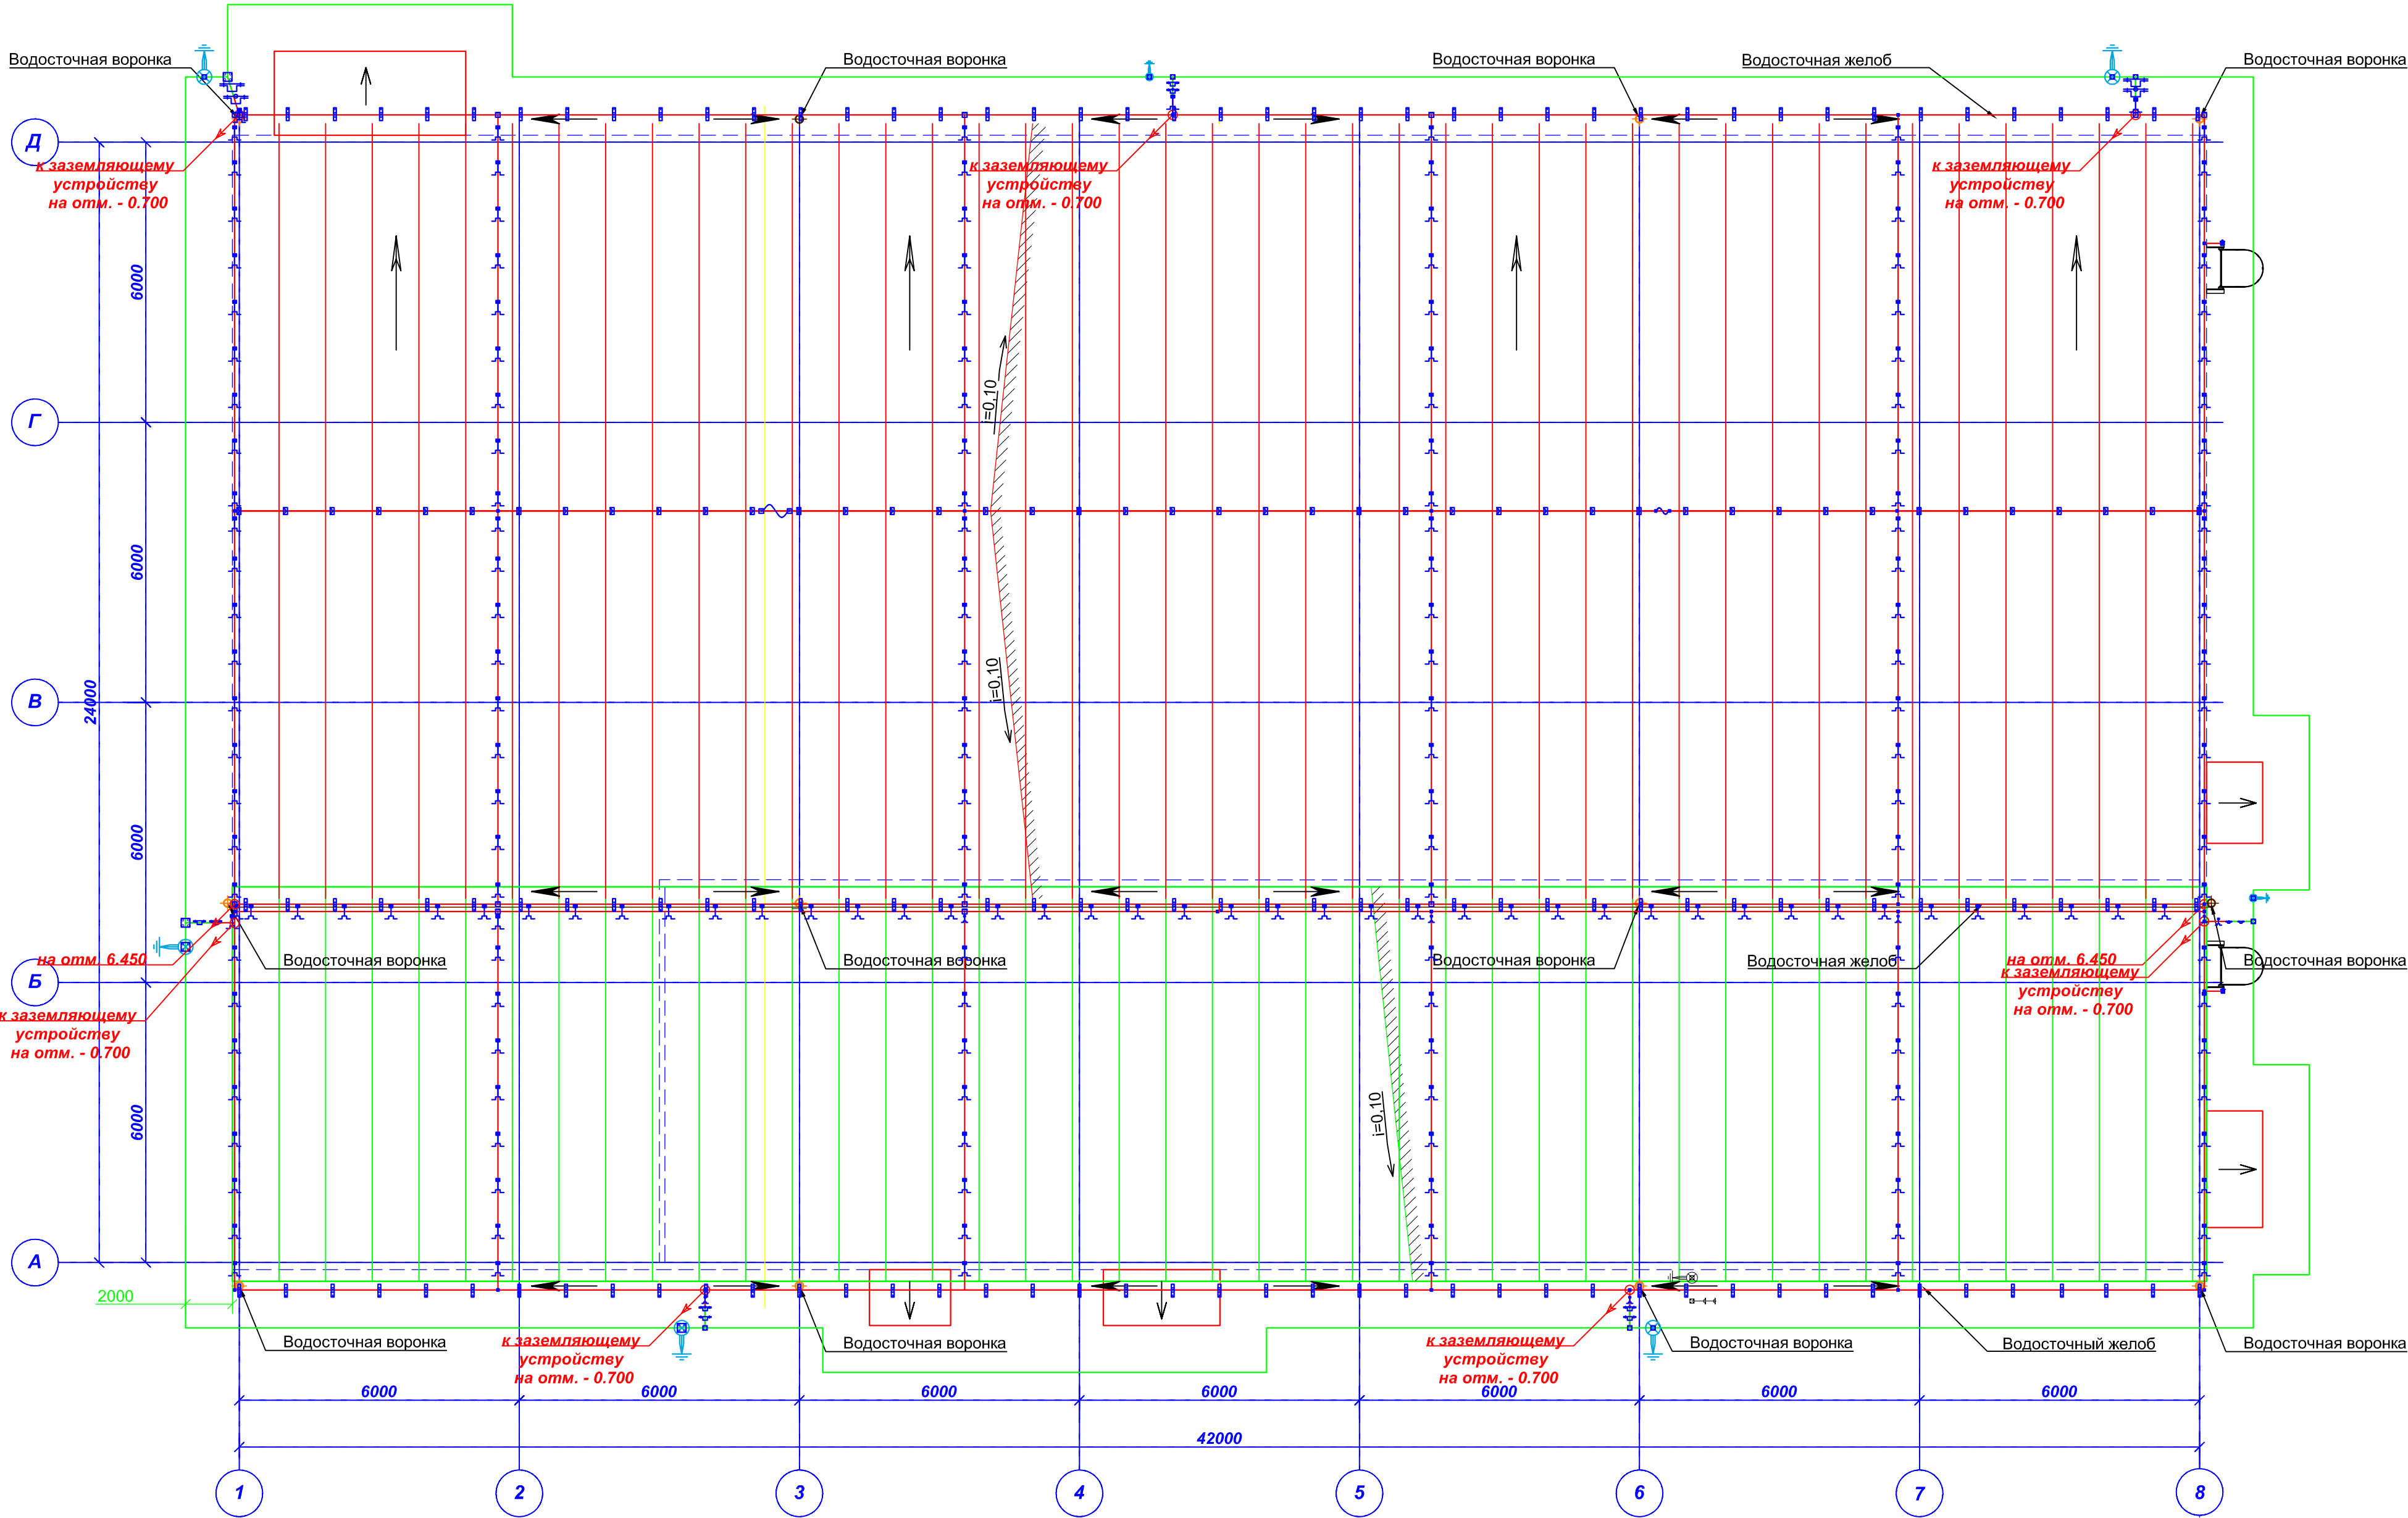 Водосточная воронка
Водосточная воронка
Водосточная воронка
Водосточная желоб
Водосточная воронка
Д
к заземляющему
устройству
на отм. - 0.700
к заземляющему
устройству
на отм. - 0.700
к заземляющему
устройству
на отм. - 0.700
6000
i=0,10
Г
6000
i=0,10
24000
В
6000
на отм. 6.450
Водосточная воронка
Водосточная воронка
Водосточная воронка
Водосточная желоб
на отм. 6.450
Водосточная воронка
Б
к заземляющему
устройству
на отм. - 0.700
к заземляющему
устройству
на отм. - 0.700
6000
i=0,10
А
2000
Водосточная воронка
к заземляющему
устройству
на отм. - 0.700
Водосточная воронка
к заземляющему
устройству
на отм. - 0.700
Водосточная воронка
Водосточный желоб
Водосточная воронка
6000
6000
6000
6000
6000
6000
6000
42000
1
2
3
4
5
6
7
8